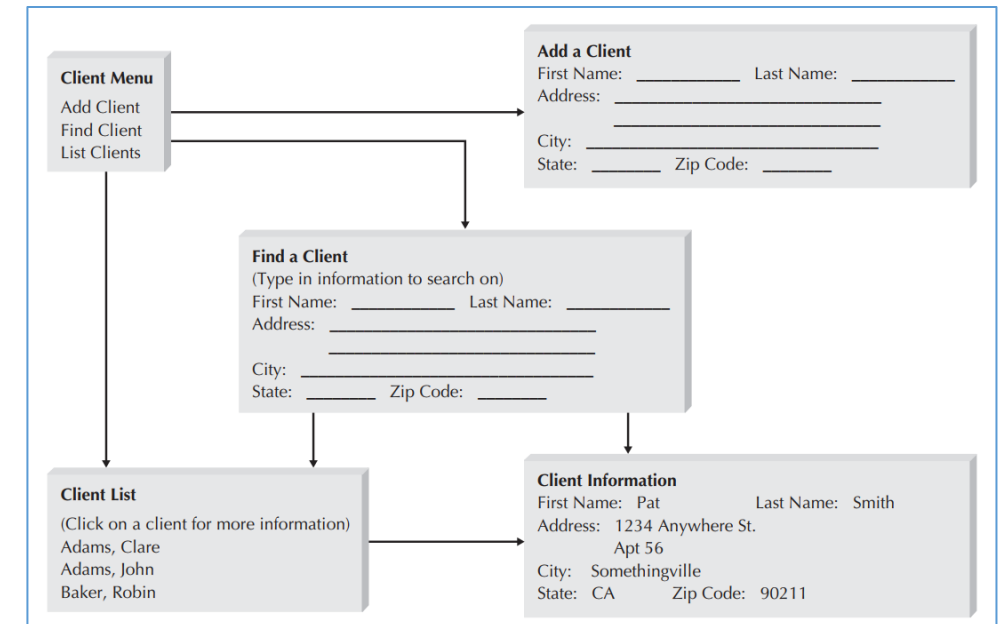 Client Menu
Add Client
Find Client
List Clients
Add a Client
First Name: Last Name:
Address:
City:
State: Zip Code:
Find a Client
(Type in information to search on)
First Name: Last Name:
Address:
City:
State: Zip Code:
Client List
(Click on a client for more information)
Adams, Clare
Adams, John
Baker, Robin
Client Information
First Name: Pat Last Name: Smith
Address: 1234 Anywhere St.
Apt 56
City: Somethingville
State: CA Zip Code: 90211